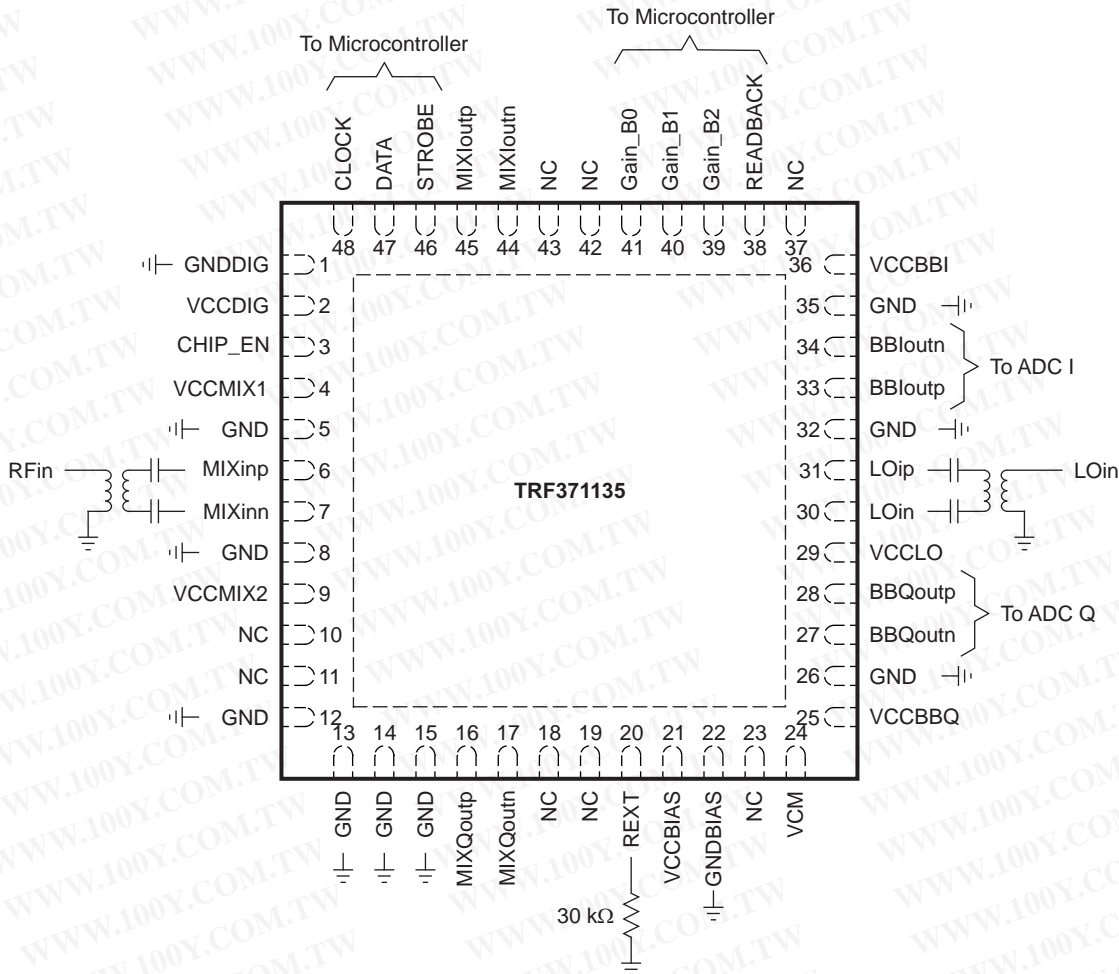 To Microcontroller
To Microcontroller
CLOCK
DATA
STROBE
MIXIoutp
MIXIoutn
NC
NC
Gain_B0
Gain_B1
Gain_B2
READBACK
NC
48 47 46 45 44 43 42 41 40 39 38 37
GNDDIG 1
VCCDIG 2
CHIP_EN 3
VCCMIX1 4
GND 5
RFin MIXinp 6
MIXinn 7
GND 8
VCCMIX2 9
NC 10
NC 11
GND 12
TRF371135
36 VCCBBI
35 GND
34 BBIoutn
33 BBIoutp
To ADC I
32 GND
31 LOip LOin
30 LOin
29 VCCLO
28 BBQoutp
27 BBQoutn
To ADC Q
26 GND
25 VCCBBQ
13 14 15 16 17 18 19 20 21 22 23 24
GND
GND
GND
MIXQoutp
MIXQoutn
NC
NC
REXT
VCCBIAS
GNDBIAS
NC
VCM
30 kΩ
WWW.100Y.COM.TW